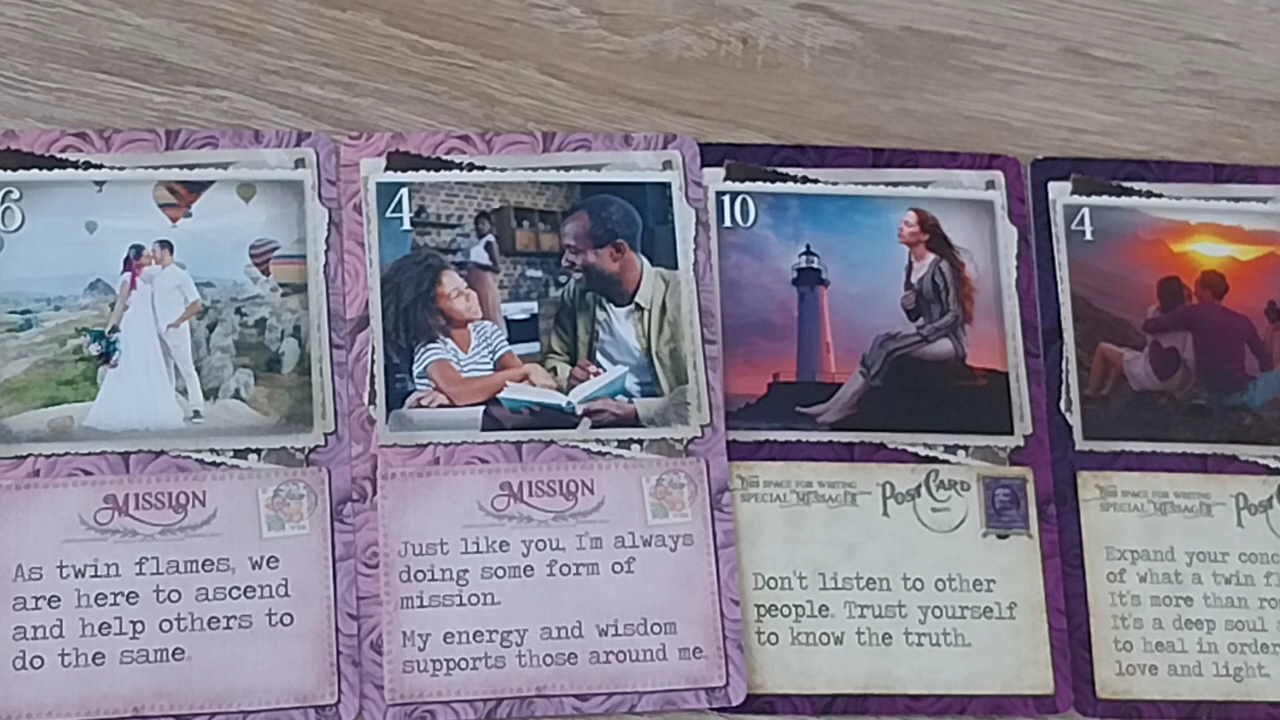 6
MISSION
As twin flames, we
are here to ascend
and help others to
do the same.
4
MISSION
Just like you, I'm always
doing some form of
mission.
My energy and wisdom
supports those around me.
10
THIS SPACE FOR WRITING
SPECIAL MESSAGES
POST CARD
Don't listen to other
people. Trust yourself
to know the truth.
4
THIS SPACE FOR WRITING
SPECIAL MESSAGES
POST
Expand your
of what a twin
It's more than
It's a deep soul
to heal in order
love and light.